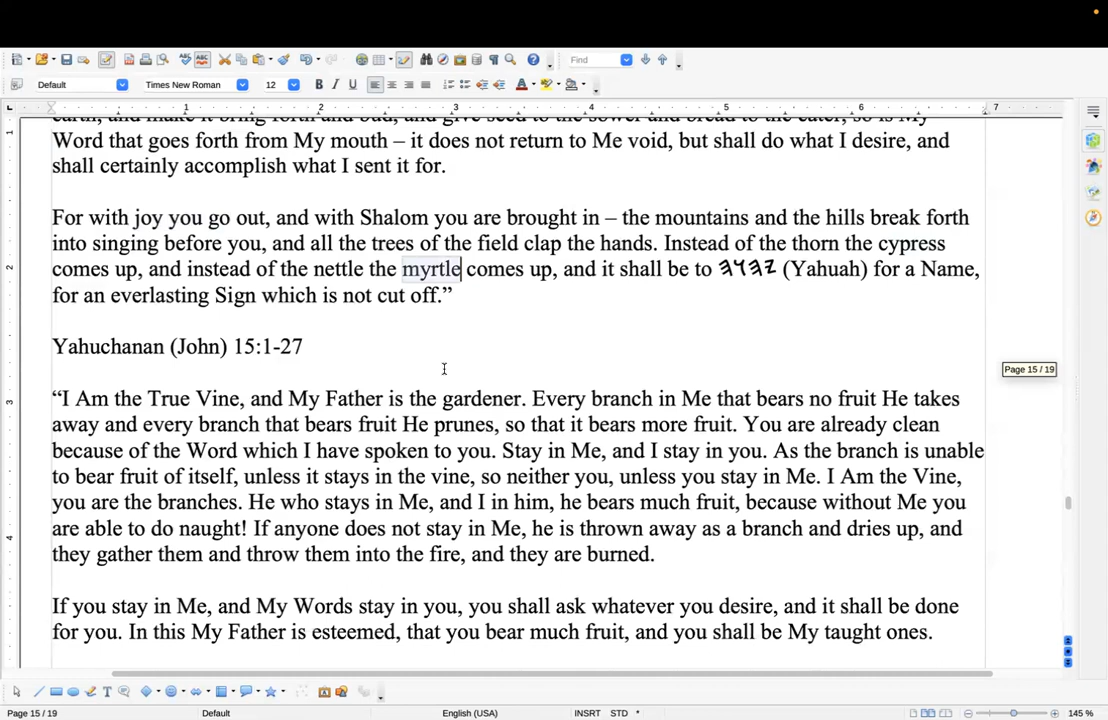 Find
Default
Times New Roman
12
1 2 3 4 5 6 7
Word that goes forth from My mouth – it does not return to Me void, but shall do what I desire, and
shall certainly accomplish what I sent it for.
For with joy you go out, and with Shalom you are brought in – the mountains and the hills break forth
into singing before you, and all the trees of the field clap the hands. Instead of the thorn the cypress
comes up, and instead of the nettle the myrtle comes up, and it shall be to 𐤉𐤄𐤅𐤄 (Yahuah) for a Name,
for an everlasting Sign which is not cut off.”
Yahuchanan (John) 15:1-27
Page 15 / 19
“I Am the True Vine, and My Father is the gardener. Every branch in Me that bears no fruit He takes
away and every branch that bears fruit He prunes, so that it bears more fruit. You are already clean
because of the Word which I have spoken to you. Stay in Me, and I stay in you. As the branch is unable
to bear fruit of itself, unless it stays in the vine, so neither you, unless you stay in Me. I Am the Vine,
you are the branches. He who stays in Me, and I in him, he bears much fruit, because without Me you
are able to do naught! If anyone does not stay in Me, he is thrown away as a branch and dries up, and
they gather them and throw them into the fire, and they are burned.
If you stay in Me, and My Words stay in you, you shall ask whatever you desire, and it shall be done
for you. In this My Father is esteemed, that you bear much fruit, and you shall be My taught ones.
Page 15 / 19
Default
English (USA)
INSRT
STD
*
145 %